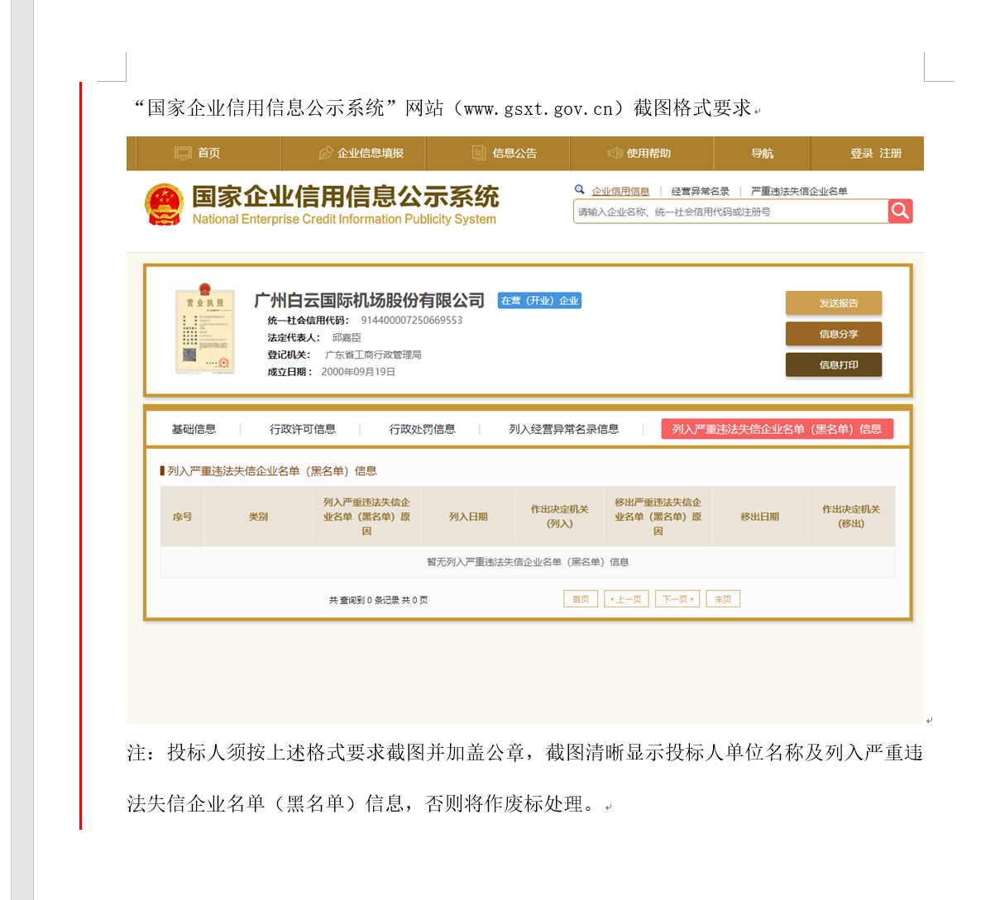 “国家企业信用信息公示系统”网站（www.gsxt.gov.cn）截图格式要求
首页 企业信息填报 信息公告 使用帮助 导航 登录 注册
国家企业信用信息公示系统
National Enterprise Credit Information Publicity System
企业信用信息 | 经营异常名录 | 严重违法失信企业名单
请输入企业名称、统一社会信用代码或注册号
营业执照
广州白云国际机场股份有限公司 在营（开业）企业
统一社会信用代码： 914400007250669553
法定代表人： 邱嘉臣
登记机关： 广东省工商行政管理局
成立日期： 2000年09月19日
发送报告
信息分享
信息打印
基础信息 | 行政许可信息 | 行政处罚信息 | 列入经营异常名录信息 | 列入严重违法失信企业名单（黑名单）信息
列入严重违法失信企业名单（黑名单）信息
序号 类别 列入严重违法失信企业名单（黑名单）原因 列入日期 作出决定机关(列入) 移出严重违法失信企业名单（黑名单）原因 移出日期 作出决定机关(移出)
暂无列入严重违法失信企业名单（黑名单）信息
共 查询到 0 条记录 共 0 页 首页 上一页 下一页 末页
注：投标人须按上述格式要求截图并加盖公章，截图清晰显示投标人单位名称及列入严重违
法失信企业名单（黑名单）信息，否则将作废标处理。